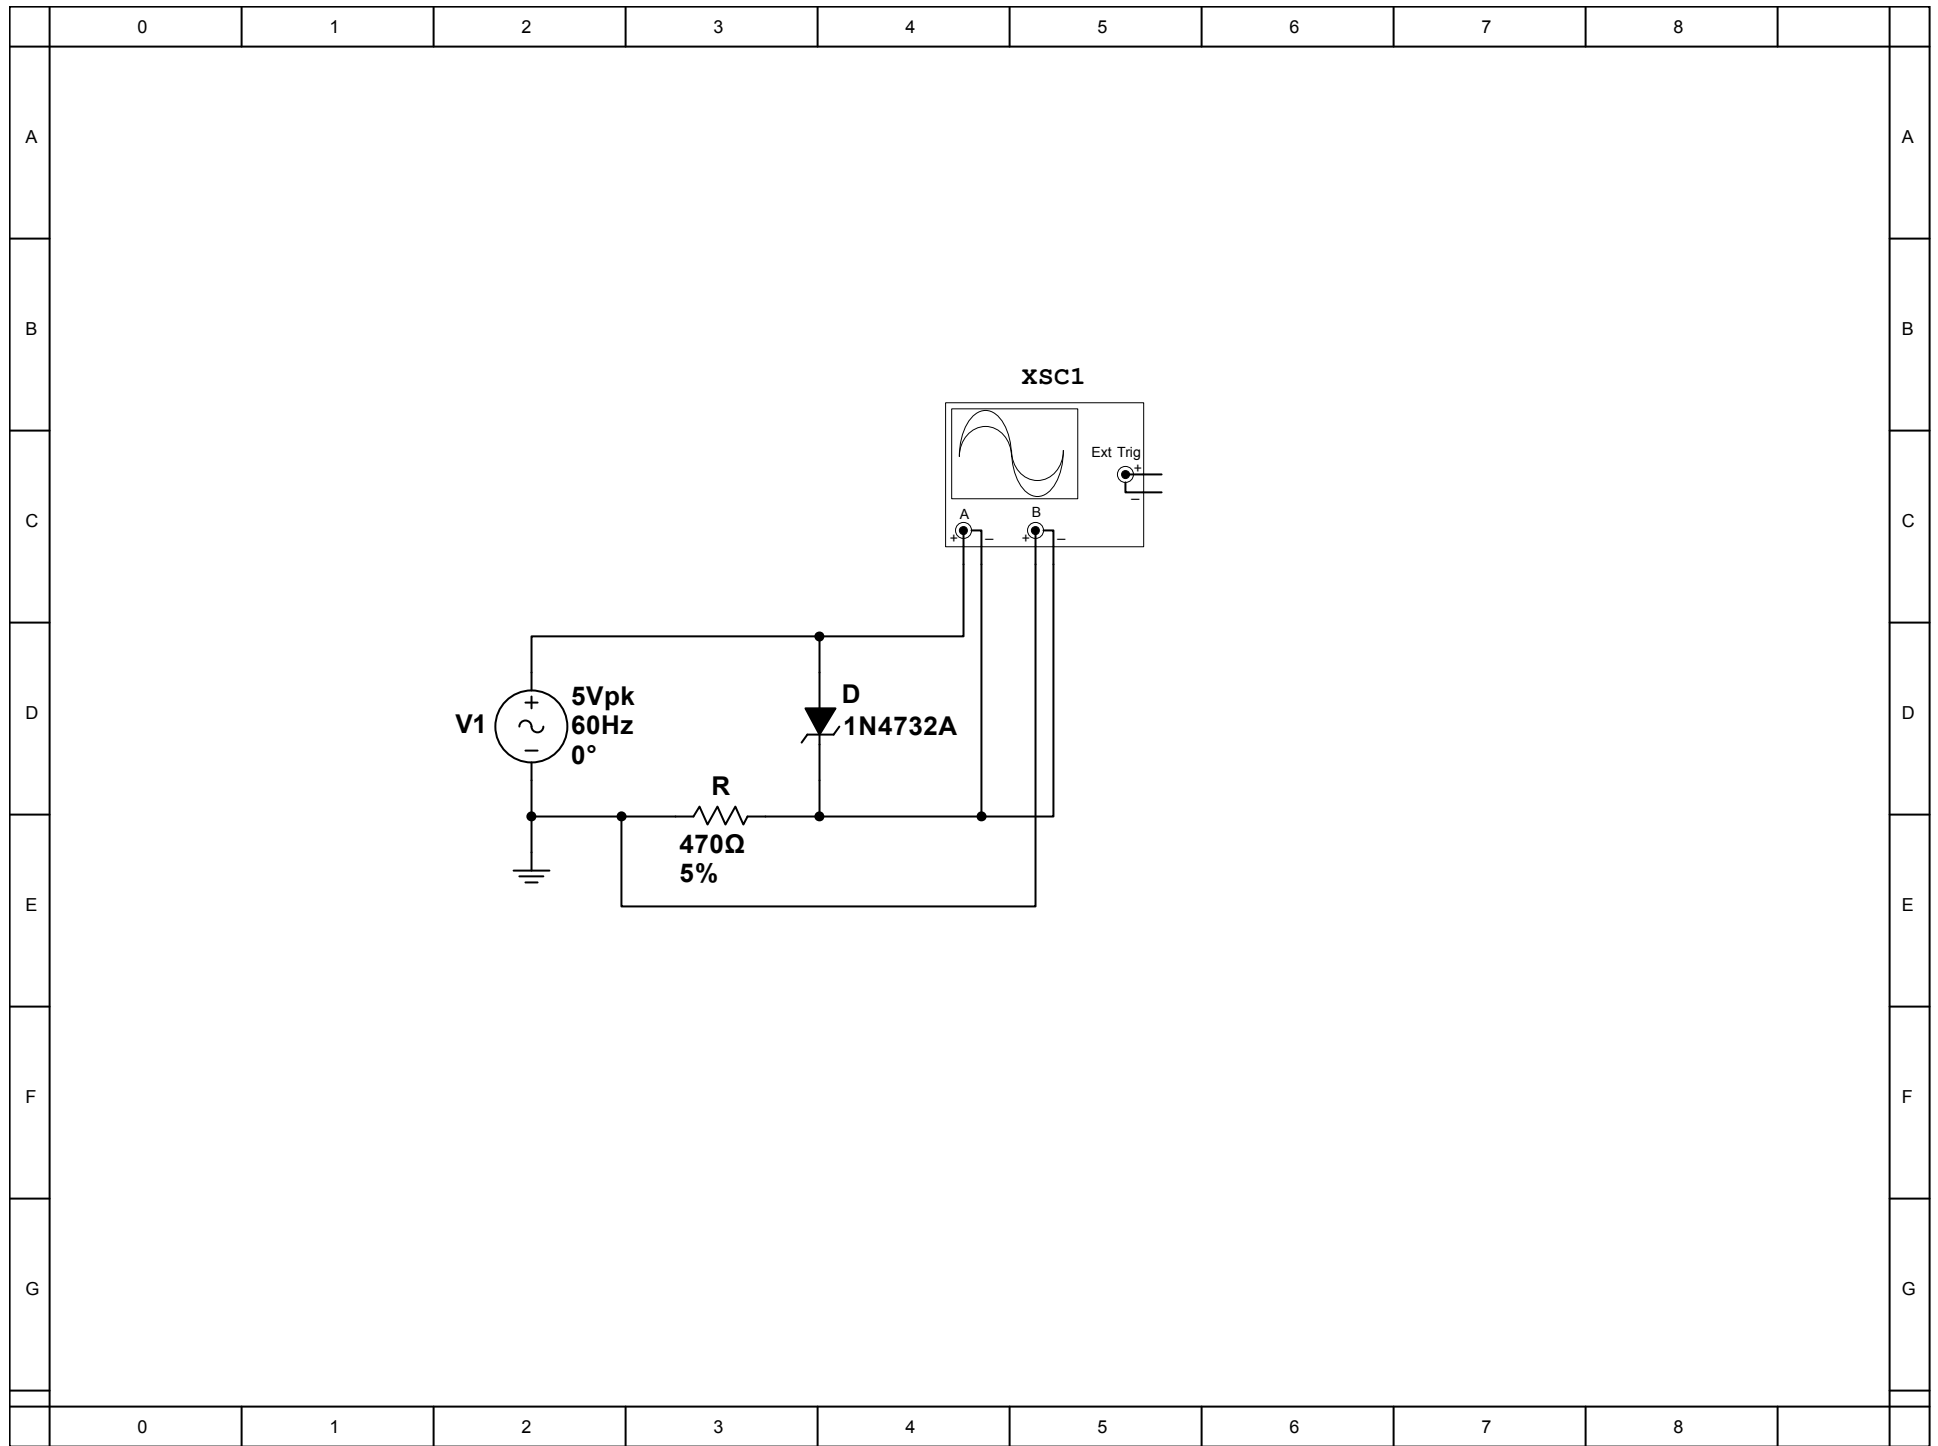 0 1 2 3 4 5 6 7 8
A A
B B
XSC1
Ext Trig
+
−
C C
A B
+ − + −
D
V1
+
−
5Vpk
60Hz
0°
1N4732A
D D
R
470Ω
5%
E E
F F
G G
0 1 2 3 4 5 6 7 8